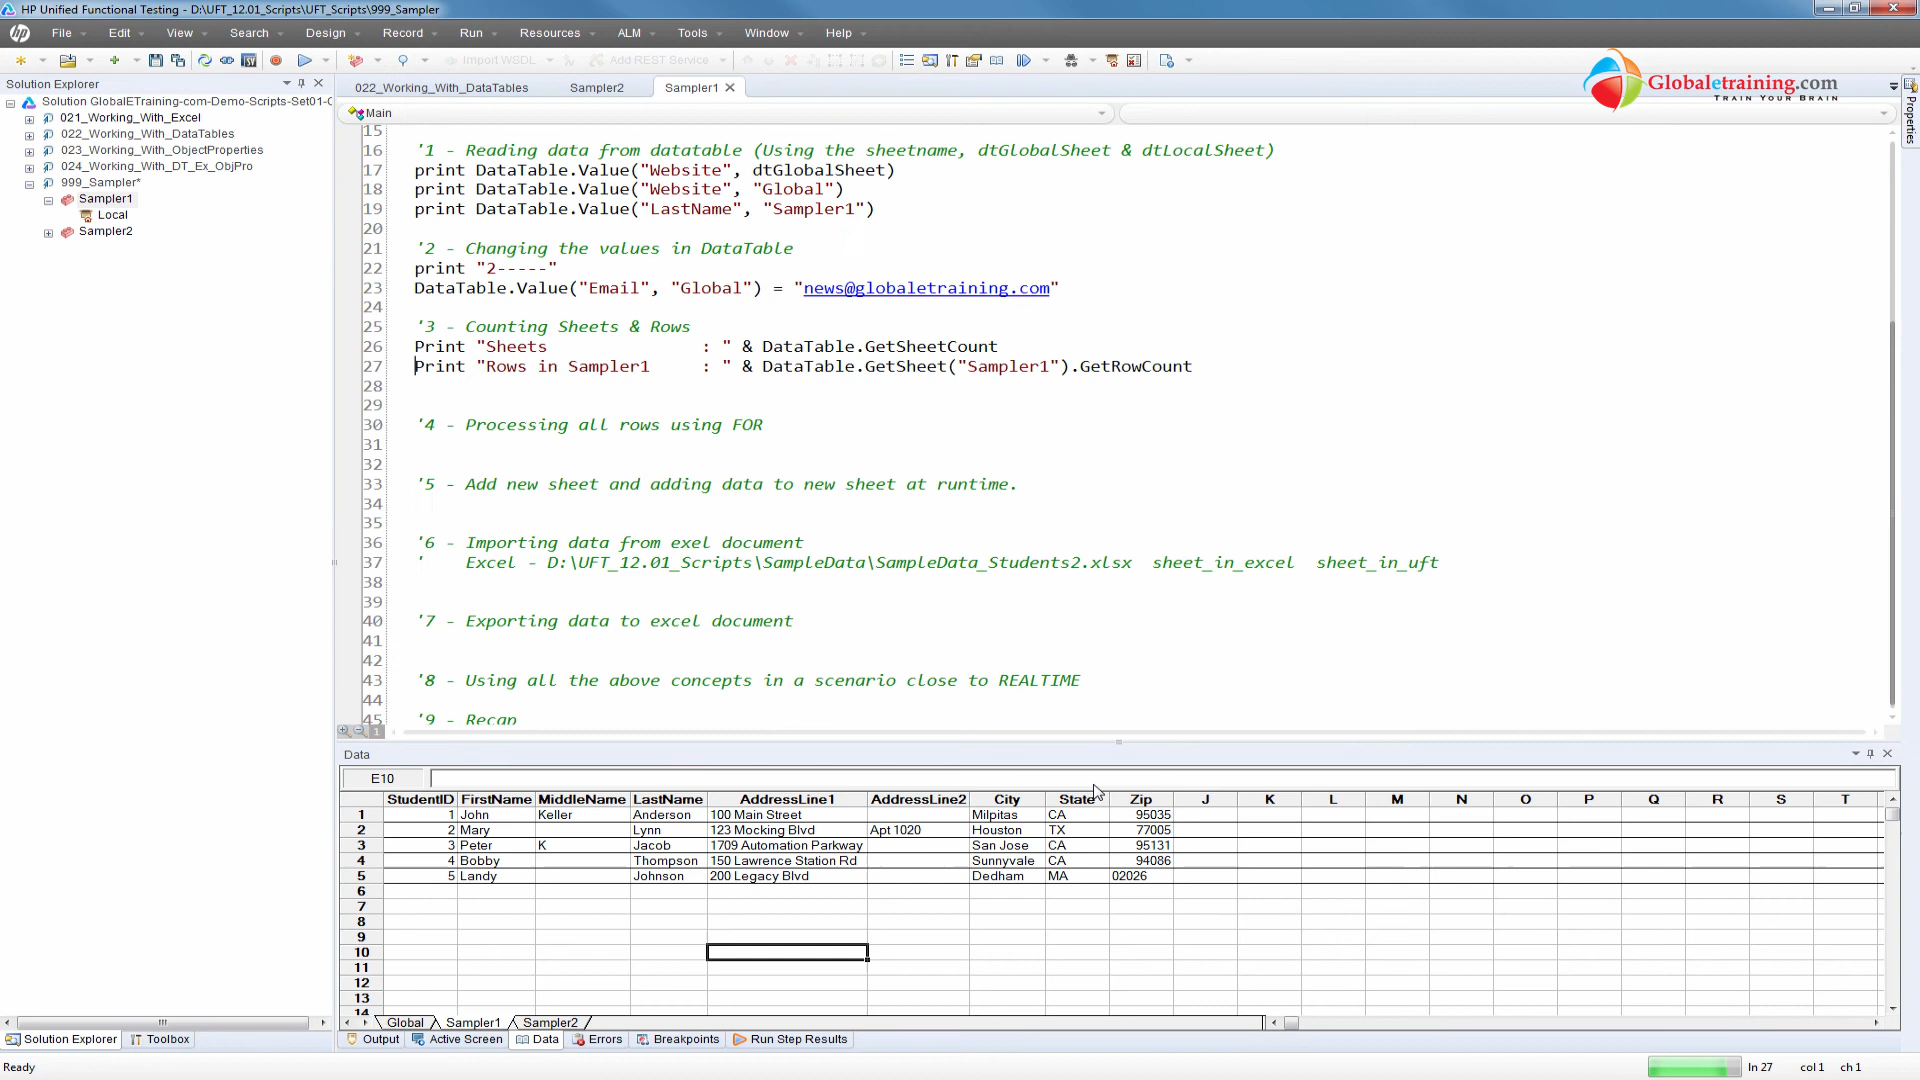 HP Unified Functional Testing - D:\UFT_12.01_Scripts\UFT_Scripts\999_Sampler
File Edit View Search Design Record Run Resources ALM Tools Window Help
Import WSDL Add REST Service
Solution Explorer
022_Working_With_DataTables Sampler2 Sampler1
Globaletraining.com
TRAIN YOUR BRAIN
Properties
Solution GlobalETraining-com-Demo-Scripts-Set01-
021_Working_With_Excel
022_Working_With_DataTables
023_Working_With_ObjectProperties
024_Working_With_DT_Ex_ObjPro
999_Sampler*
Sampler1
Local
Sampler2
Main
15
16 '1 - Reading data from datatable (Using the sheetname, dtGlobalSheet & dtLocalSheet)
17 print DataTable.Value("Website", dtGlobalSheet)
18 print DataTable.Value("Website", "Global")
19 print DataTable.Value("LastName", "Sampler1")
20
21 '2 - Changing the values in DataTable
22 print "2-----"
23 DataTable.Value("Email", "Global") = "news@globaletraining.com"
24
25 '3 - Counting Sheets & Rows
26 Print "Sheets : " & DataTable.GetSheetCount
27 Print "Rows in Sampler1 : " & DataTable.GetSheet("Sampler1").GetRowCount
28
29
30 '4 - Processing all rows using FOR
31
32
33 '5 - Add new sheet and adding data to new sheet at runtime.
34
35
36 '6 - Importing data from exel document
37 ' Excel - D:\UFT_12.01_Scripts\SampleData\SampleData_Students2.xlsx sheet_in_excel sheet_in_uft
38
39
40 '7 - Exporting data to excel document
41
42
43 '8 - Using all the above concepts in a scenario close to REALTIME
44
45 '9 - Recap
Data
E10
StudentID FirstName MiddleName LastName AddressLine1 AddressLine2 City State Zip J K L M N O P Q R S T
1 1 John Keller Anderson 100 Main Street Milpitas CA 95035
2 2 Mary Lynn 123 Mocking Blvd Apt 1020 Houston TX 77005
3 3 Peter K Jacob 1709 Automation Parkway San Jose CA 95131
4 4 Bobby Thompson 150 Lawrence Station Rd Sunnyvale CA 94086
5 5 Landy Johnson 200 Legacy Blvd Dedham MA 02026
6
7
8
9
10
11
12
13
14
Global Sampler1 Sampler2
Solution Explorer Toolbox Output Active Screen Data Errors Breakpoints Run Step Results
Ready ln 27 col 1 ch 1